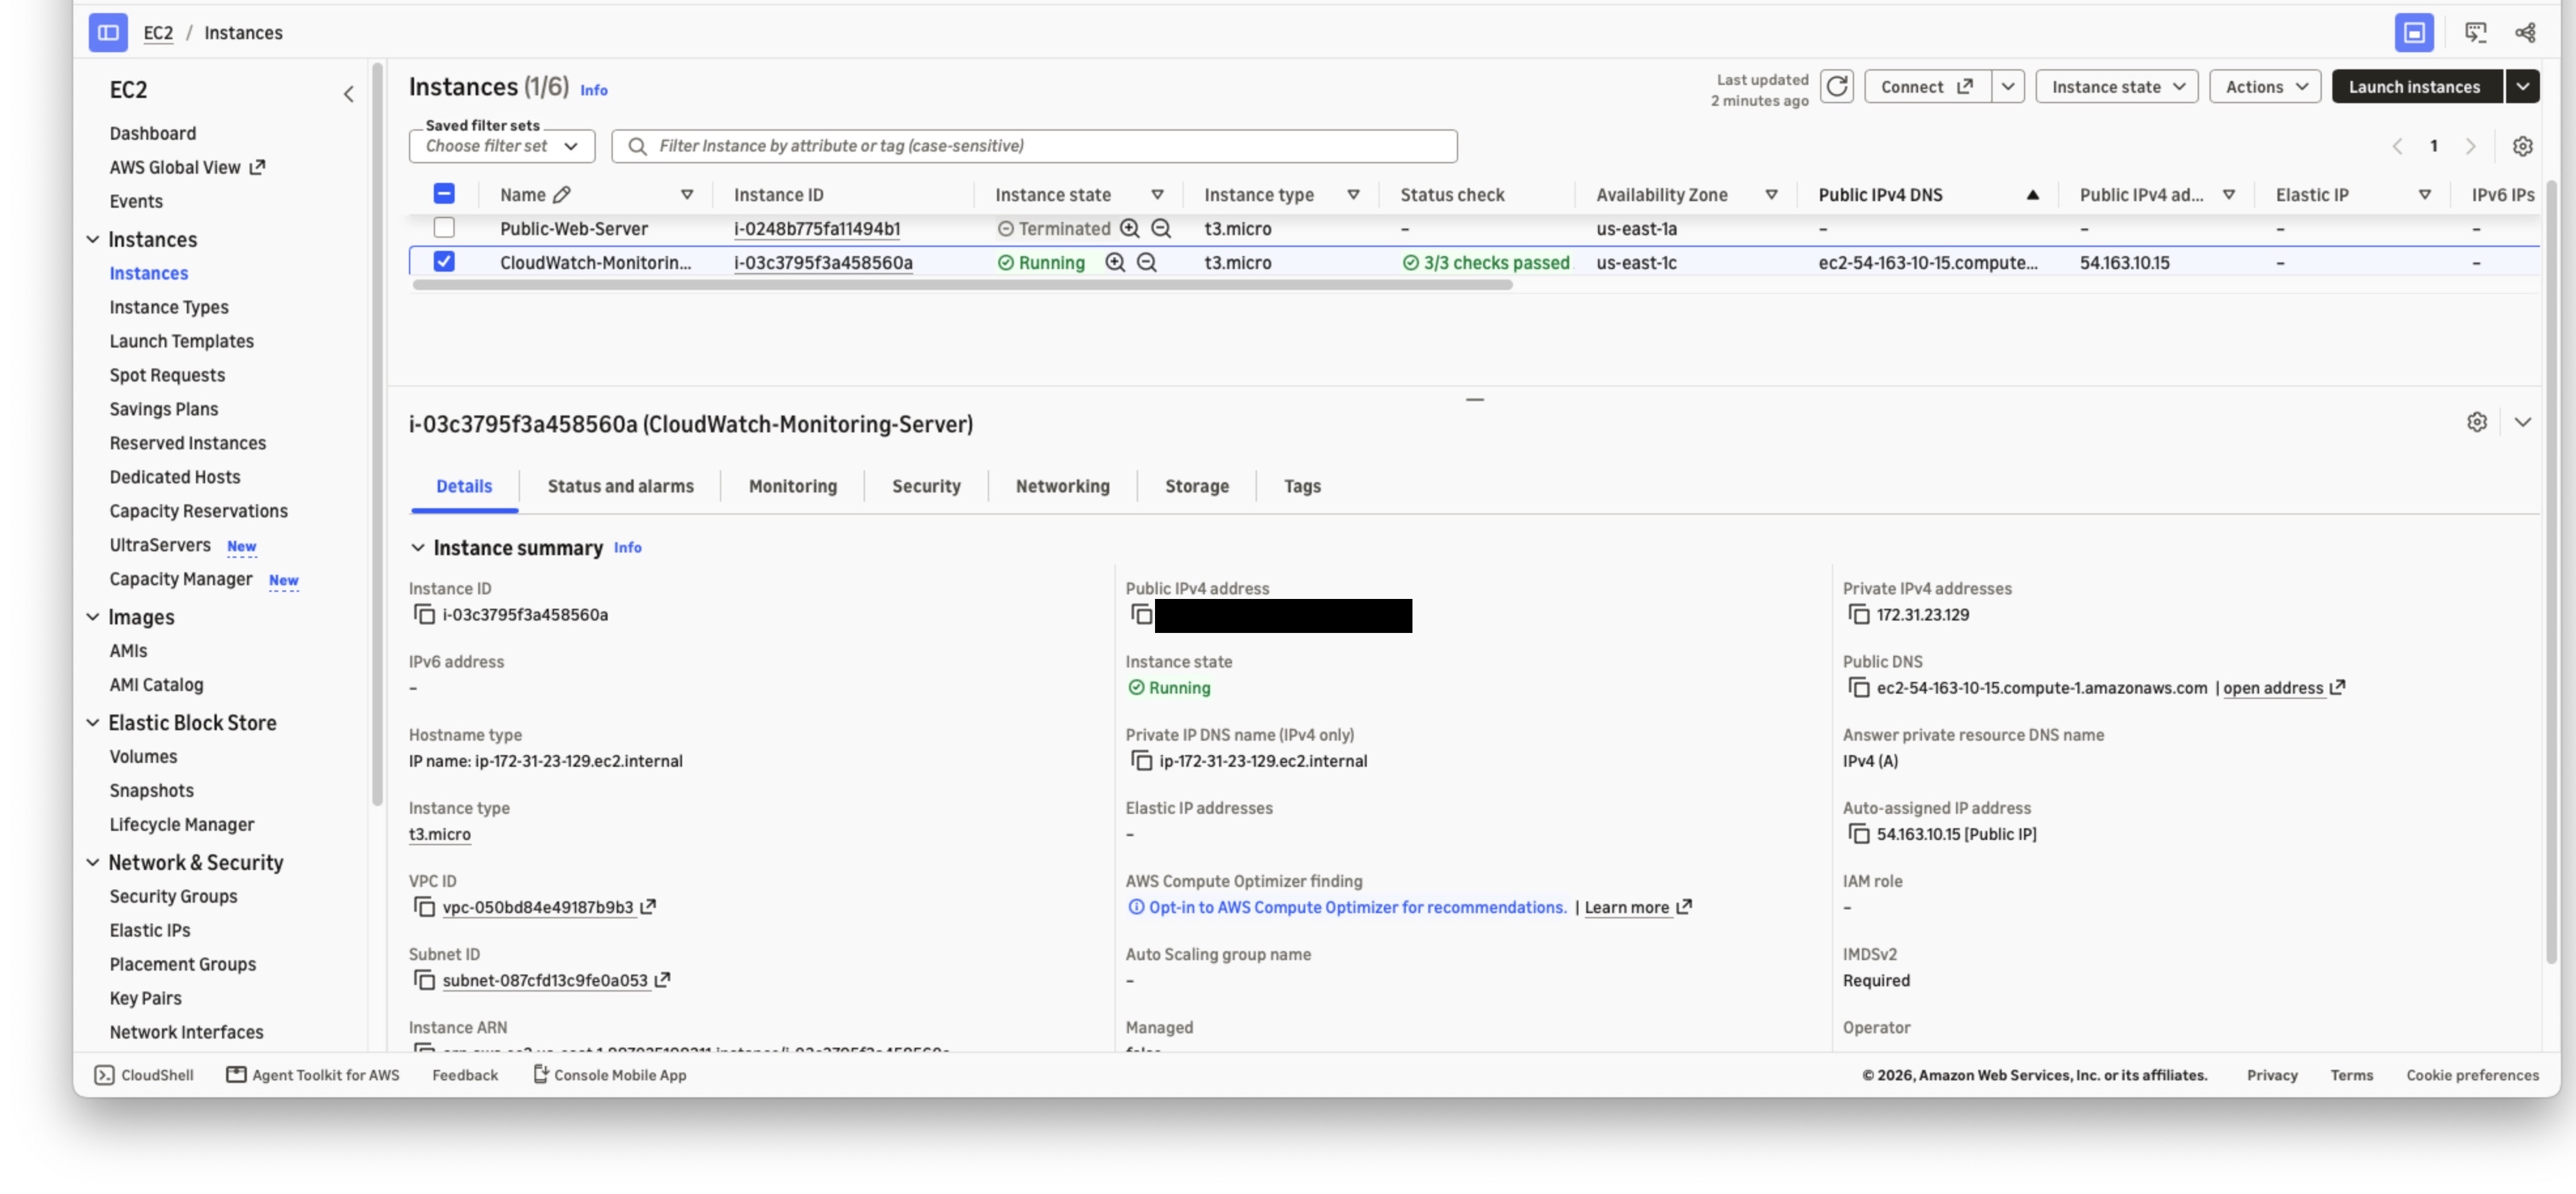 EC2 / Instances
EC2
Dashboard
AWS Global View
Events
Instances
Instances
Instance Types
Launch Templates
Spot Requests
Savings Plans
Reserved Instances
Dedicated Hosts
Capacity Reservations
UltraServers New
Capacity Manager New
Images
AMIs
AMI Catalog
Elastic Block Store
Volumes
Snapshots
Lifecycle Manager
Network & Security
Security Groups
Elastic IPs
Placement Groups
Key Pairs
Network Interfaces
Instances (1/6) Info
Last updated
2 minutes ago
Connect
Instance state
Actions
Launch instances
Saved filter sets
Choose filter set
Filter Instance by attribute or tag (case-sensitive)
1
Name Instance ID Instance state Instance type Status check Availability Zone Public IPv4 DNS Public IPv4 ad... Elastic IP IPv6 IPs
Public-Web-Server i-0248b775fa11494b1 Terminated t3.micro – us-east-1a – – – –
CloudWatch-Monitorin... i-03c3795f3a458560a Running t3.micro 3/3 checks passed us-east-1c ec2-54-163-10-15.compute... 54.163.10.15 – –
i-03c3795f3a458560a (CloudWatch-Monitoring-Server)
Details Status and alarms Monitoring Security Networking Storage Tags
Instance summary Info
Instance ID
i-03c3795f3a458560a
Public IPv4 address
Private IPv4 addresses
172.31.23.129
IPv6 address
–
Instance state
Running
Public DNS
ec2-54-163-10-15.compute-1.amazonaws.com | open address
Hostname type
IP name: ip-172-31-23-129.ec2.internal
Private IP DNS name (IPv4 only)
ip-172-31-23-129.ec2.internal
Answer private resource DNS name
IPv4 (A)
Instance type
t3.micro
Elastic IP addresses
–
Auto-assigned IP address
54.163.10.15 [Public IP]
VPC ID
vpc-050bd84e49187b9b3
AWS Compute Optimizer finding
Opt-in to AWS Compute Optimizer for recommendations. | Learn more
IAM role
–
Subnet ID
subnet-087cfd13c9fe0a053
Auto Scaling group name
–
IMDSv2
Required
Instance ARN
Managed
false
Operator
CloudShell Agent Toolkit for AWS Feedback Console Mobile App
© 2026, Amazon Web Services, Inc. or its affiliates. Privacy Terms Cookie preferences